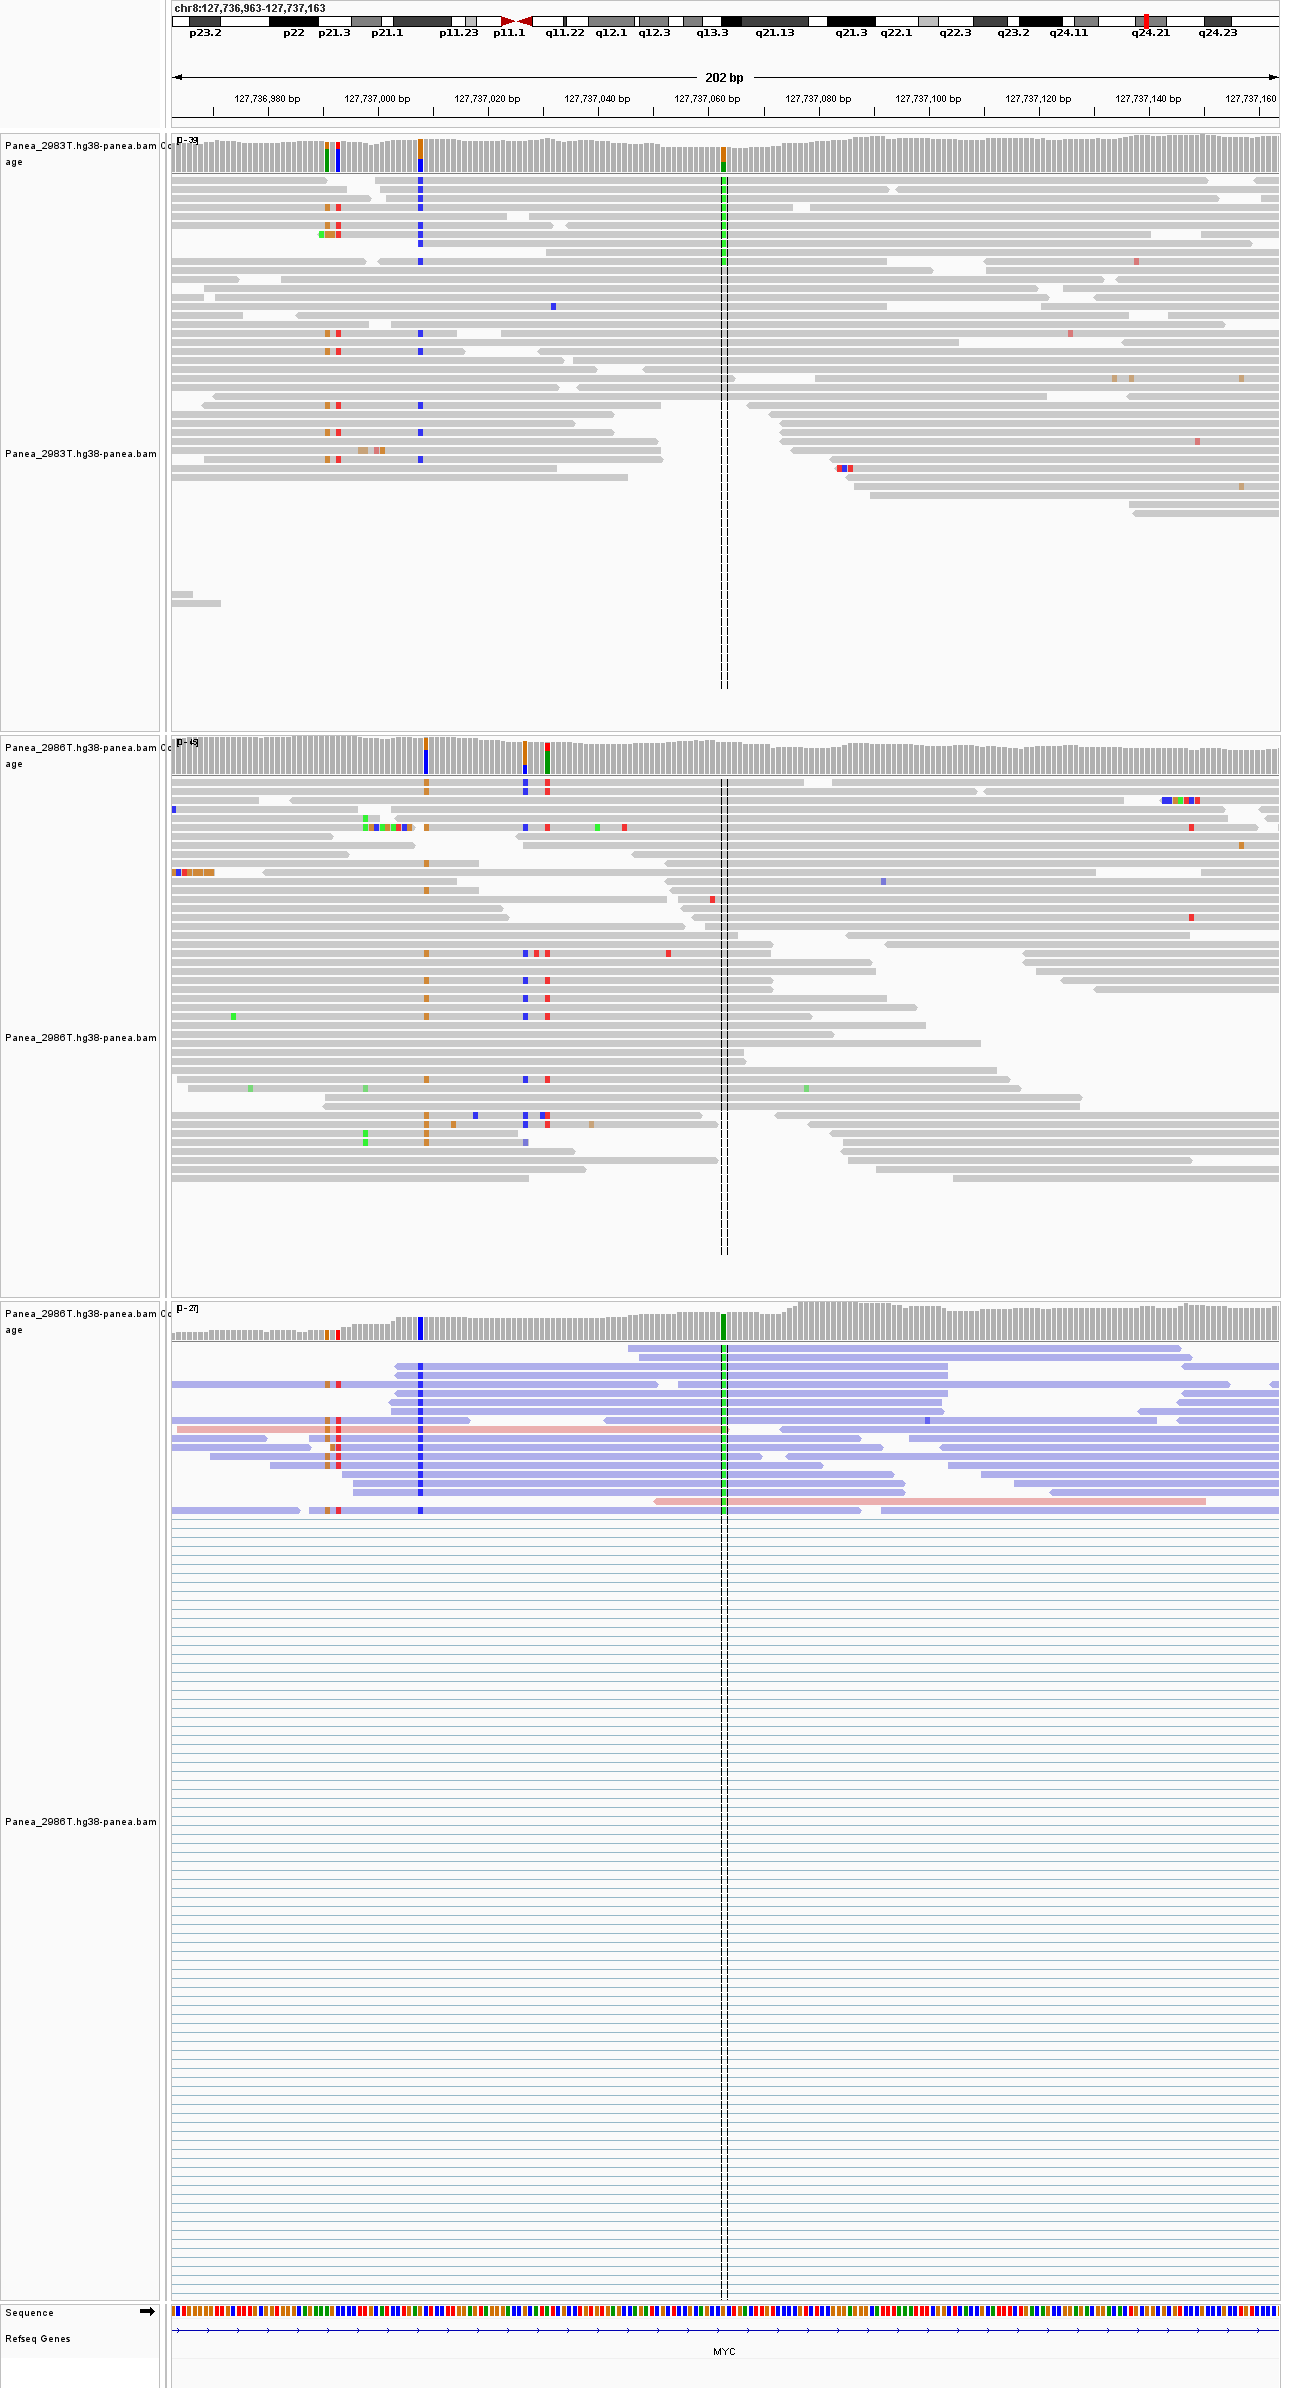 chr8:127,736,963-127,737,163
p23.2 p22 p21.3 p21.1 p11.23 p11.1 q11.22 q12.1 q12.3 q13.3 q21.13 q21.3 q22.1 q22.3 q23.2 q24.11 q24.21 q24.23
202 bp
127,736,980 bp 127,737,000 bp 127,737,020 bp 127,737,040 bp 127,737,060 bp 127,737,080 bp 127,737,100 bp 127,737,120 bp 127,737,140 bp 127,737,160
Panea_2983T.hg38-panea.bam Co
age
[0-39]
Panea_2983T.hg38-panea.bam
Panea_2986T.hg38-panea.bam Co
age
Panea_2986T.hg38-panea.bam
Panea_2986T.hg38-panea.bam Co
age
[0-27]
Panea_2986T.hg38-panea.bam
Sequence
Refseq Genes
MYC